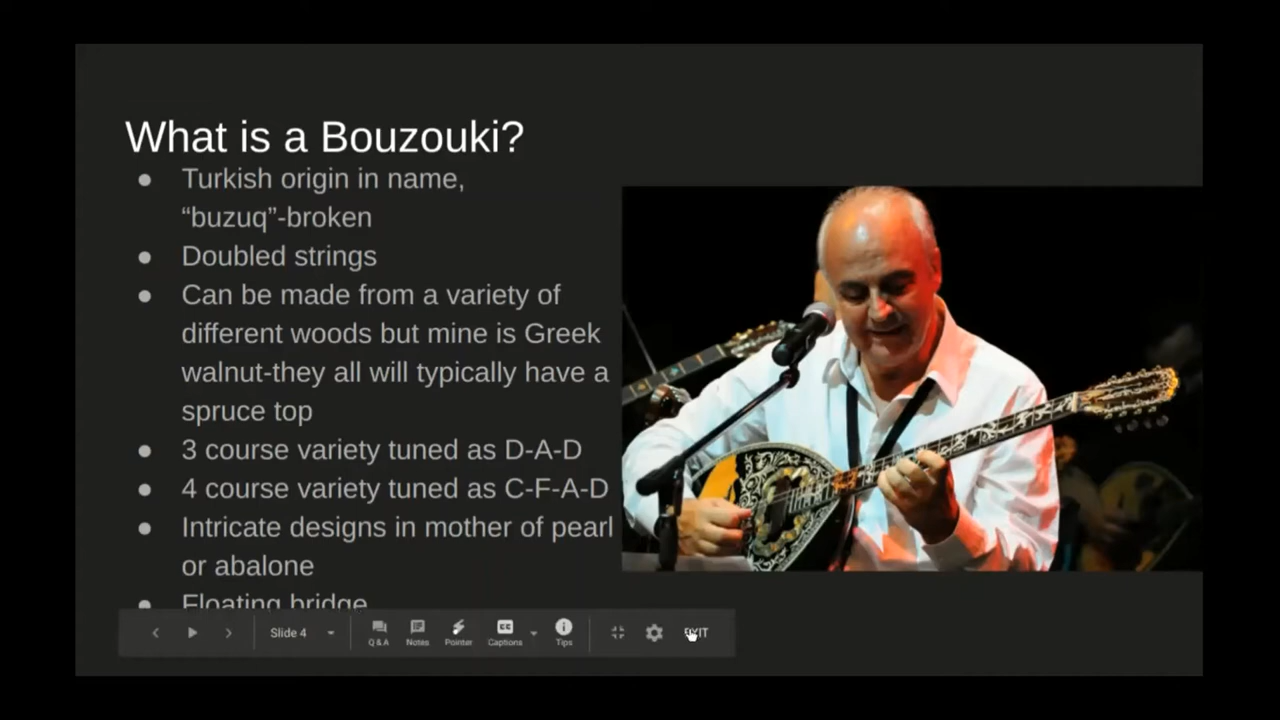 What is a Bouzouki?
● Turkish origin in name,
“buzuq”-broken
● Doubled strings
● Can be made from a variety of
different woods but mine is Greek
walnut-they all will typically have a
spruce top
● 3 course variety tuned as D-A-D
● 4 course variety tuned as C-F-A-D
● Intricate designs in mother of pearl
or abalone
● Floating bridge
Slide 4
Q & A Notes Pointer Captions Tips
EXIT